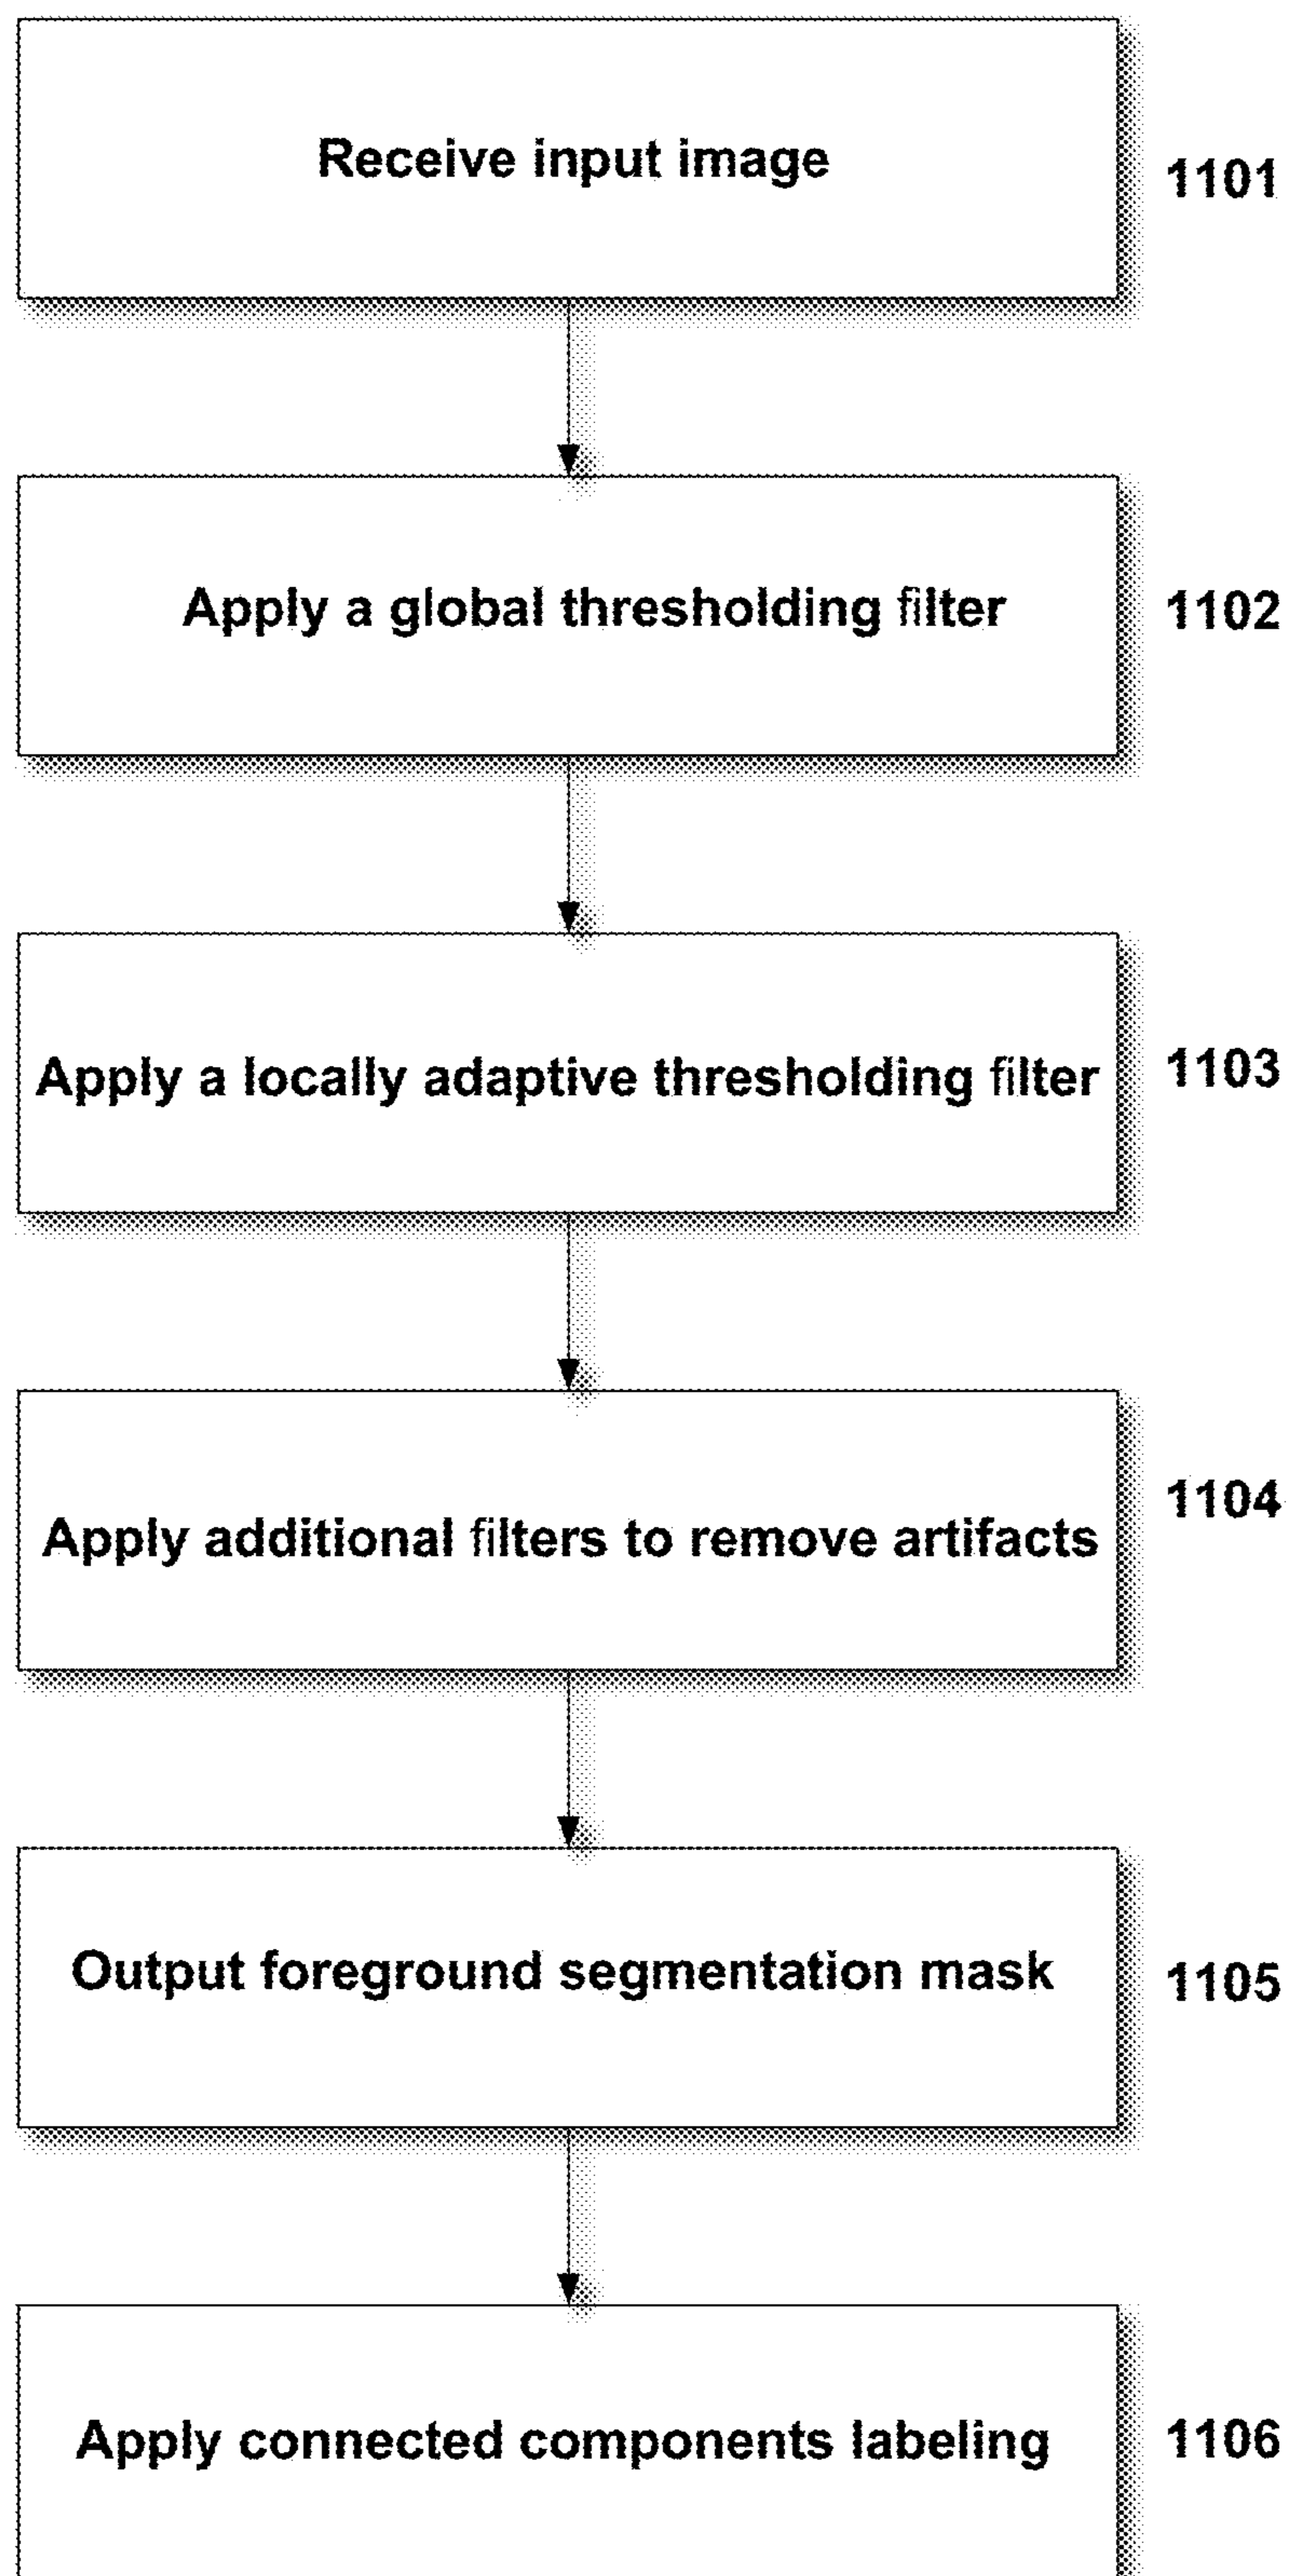 Receive input image
1101
Apply a global thresholding filter
1102
Apply a locally adaptive thresholding filter
1103
Apply additional filters to remove artifacts
1104
Output foreground segmentation mask
1105
Apply connected components labeling
1106